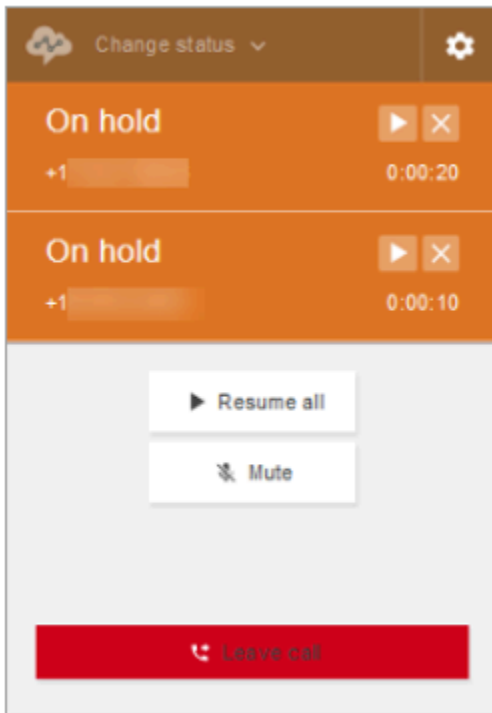 Change status
On hold
+1
0:00:20
On hold
+1
0:00:10
Resume all
Mute
Leave call